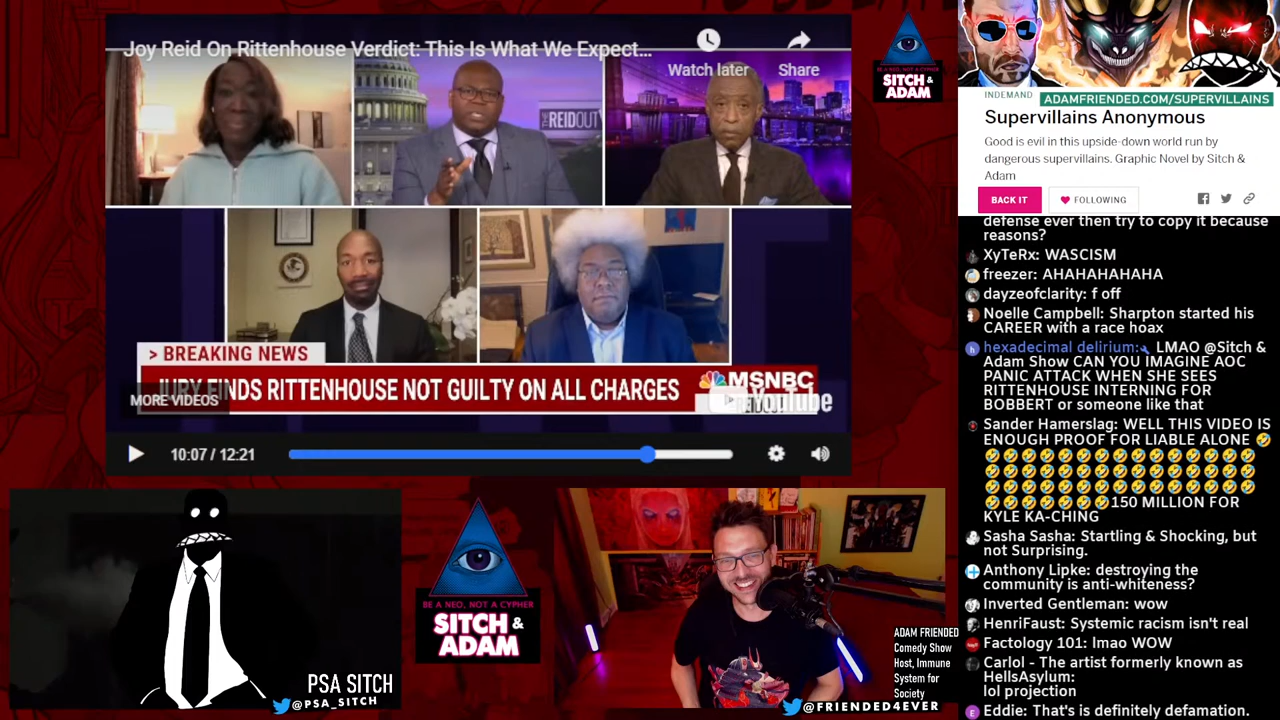 Joy Reid On Rittenhouse Verdict: This Is What We Expect...
Watch later
Share
THE REIDOUT
> BREAKING NEWS
JURY FINDS RITTENHOUSE NOT GUILTY ON ALL CHARGES
MSNBC
MORE VIDEOS
YouTube
10:07 / 12:21
BE A NEO, NOT A CYPHER
SITCH &
ADAM
INDEMAND
ADAMFRIENDED.COM/SUPERVILLAINS
Supervillains Anonymous
Good is evil in this upside-down world run by
dangerous supervillains. Graphic Novel by Sitch &
Adam
BACK IT
FOLLOWING
defense ever then try to copy it because
reasons?
XyTeRx: WASCISM
freezer: AHAHAHAHAHA
dayzeofclarity: f off
Noelle Campbell: Sharpton started his
CAREER with a race hoax
hexadecimal delirium: LMAO @Sitch &
Adam Show CAN YOU IMAGINE AOC
PANIC ATTACK WHEN SHE SEES
RITTENHOUSE INTERNING FOR
BOBBERT or someone like that
Sander Hamerslag: WELL THIS VIDEO IS
ENOUGH PROOF FOR LIABLE ALONE
150 MILLION FOR
KYLE KA-CHING
Sasha Sasha: Startling & Shocking, but
not Surprising.
Anthony Lipke: destroying the
community is anti-whiteness?
Inverted Gentleman: wow
HenriFaust: Systemic racism isn't real
Factology 101: lmao WOW
Carlol - The artist formerly known as
HellsAsylum:
lol projection
Eddie: That's is definitely defamation.
PSA SITCH
@PSA_SITCH
BE A NEO, NOT A CYPHER
SITCH &
ADAM
ADAM FRIENDED
Comedy Show
Host, Immune
System for
Society
@FRIENDED4EVER